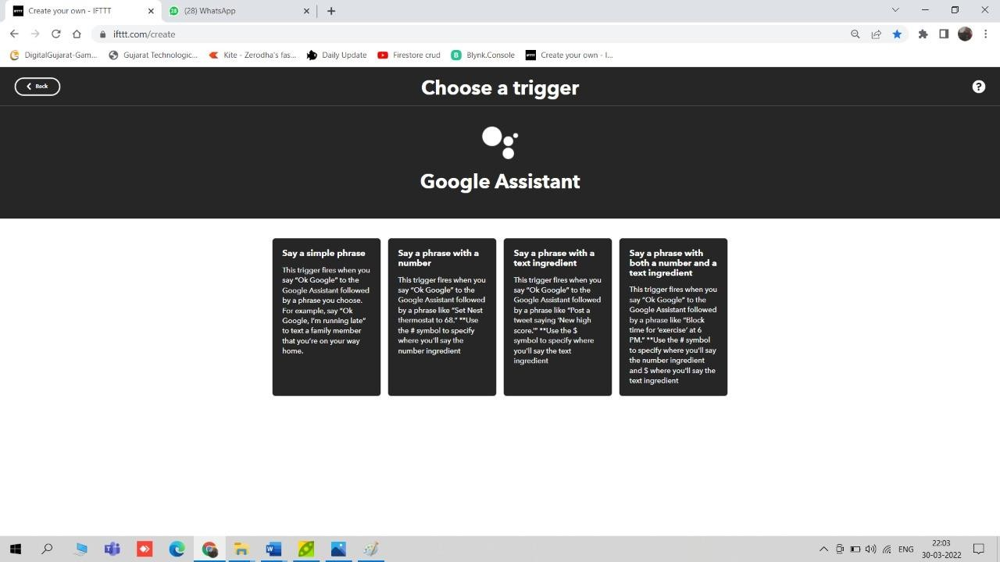 Create your own - IFTTT
28
(28) WhatsApp
ifttt.com/create
DigitalGujarat-Gam...
Gujarat Technologic...
Kite - Zerodha's fas...
Daily Update
Firestore crud
B
Blynk.Console
IFTTT
Create your own - I...
Back
Choose a trigger
?
Google Assistant
Say a simple phrase
This trigger fires when you
say “Ok Google” to the
Google Assistant followed
by a phrase you choose.
For example, say “Ok
Google, I’m running late”
to text a family member
that you’re on your way
home.
Say a phrase with a
number
This trigger fires when you
say “Ok Google” to the
Google Assistant followed
by a phrase like “Set Nest
thermostat to 68.” **Use
the # symbol to specify
where you'll say the
number ingredient
Say a phrase with a
text ingredient
This trigger fires when you
say “Ok Google” to the
Google Assistant followed
by a phrase like “Post a
tweet saying ‘New high
score.’” **Use the $
symbol to specify where
you'll say the text
ingredient
Say a phrase with
both a number and a
text ingredient
This trigger fires when you
say “Ok Google” to the
Google Assistant followed
by a phrase like “Block
time for ‘exercise’ at 6
PM.” **Use the # symbol
to specify where you'll say
the number ingredient
and $ where you'll say the
text ingredient
ENG
22:03
30-03-2022